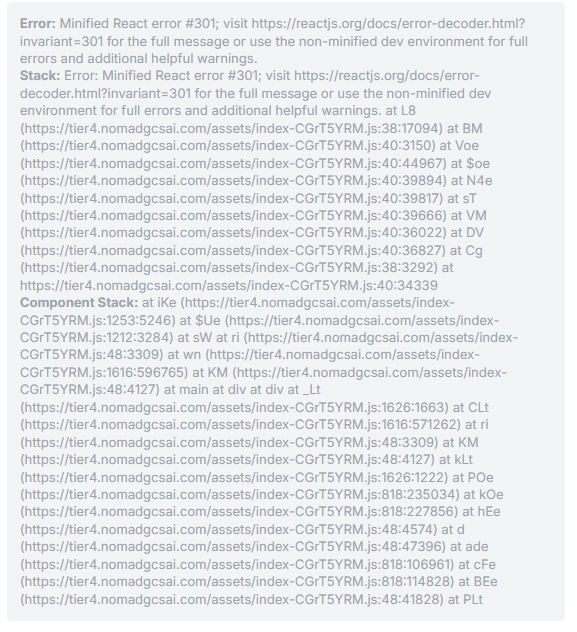 Error: Minified React error #301; visit https://reactjs.org/docs/error-decoder.html?
invariant=301 for the full message or use the non-minified dev environment for full
errors and additional helpful warnings.
Stack: Error: Minified React error #301; visit https://reactjs.org/docs/error-
decoder.html?invariant=301 for the full message or use the non-minified dev
environment for full errors and additional helpful warnings. at L8
(https://tier4.nomadgcsai.com/assets/index-CGrT5YRM.js:38:17094) at BM
(https://tier4.nomadgcsai.com/assets/index-CGrT5YRM.js:40:3150) at Voe
(https://tier4.nomadgcsai.com/assets/index-CGrT5YRM.js:40:44967) at $oe
(https://tier4.nomadgcsai.com/assets/index-CGrT5YRM.js:40:39894) at N4e
(https://tier4.nomadgcsai.com/assets/index-CGrT5YRM.js:40:39817) at sT
(https://tier4.nomadgcsai.com/assets/index-CGrT5YRM.js:40:39666) at VM
(https://tier4.nomadgcsai.com/assets/index-CGrT5YRM.js:40:36022) at DV
(https://tier4.nomadgcsai.com/assets/index-CGrT5YRM.js:40:36827) at Cg
(https://tier4.nomadgcsai.com/assets/index-CGrT5YRM.js:38:3292) at
https://tier4.nomadgcsai.com/assets/index-CGrT5YRM.js:40:34339
Component Stack: at iKe (https://tier4.nomadgcsai.com/assets/index-
CGrT5YRM.js:1253:5246) at $Ue (https://tier4.nomadgcsai.com/assets/index-
CGrT5YRM.js:1212:3284) at sW at ri (https://tier4.nomadgcsai.com/assets/index-
CGrT5YRM.js:48:3309) at wn (https://tier4.nomadgcsai.com/assets/index-
CGrT5YRM.js:1616:596765) at KM (https://tier4.nomadgcsai.com/assets/index-
CGrT5YRM.js:48:4127) at main at div at div at _Lt
(https://tier4.nomadgcsai.com/assets/index-CGrT5YRM.js:1626:1663) at CLt
(https://tier4.nomadgcsai.com/assets/index-CGrT5YRM.js:1616:571262) at ri
(https://tier4.nomadgcsai.com/assets/index-CGrT5YRM.js:48:3309) at KM
(https://tier4.nomadgcsai.com/assets/index-CGrT5YRM.js:48:4127) at kLt
(https://tier4.nomadgcsai.com/assets/index-CGrT5YRM.js:1626:1222) at POe
(https://tier4.nomadgcsai.com/assets/index-CGrT5YRM.js:818:235034) at kOe
(https://tier4.nomadgcsai.com/assets/index-CGrT5YRM.js:818:227856) at hEe
(https://tier4.nomadgcsai.com/assets/index-CGrT5YRM.js:48:4574) at d
(https://tier4.nomadgcsai.com/assets/index-CGrT5YRM.js:48:47396) at ade
(https://tier4.nomadgcsai.com/assets/index-CGrT5YRM.js:818:106961) at cFe
(https://tier4.nomadgcsai.com/assets/index-CGrT5YRM.js:818:114828) at BEe
(https://tier4.nomadgcsai.com/assets/index-CGrT5YRM.js:48:41828) at PLt